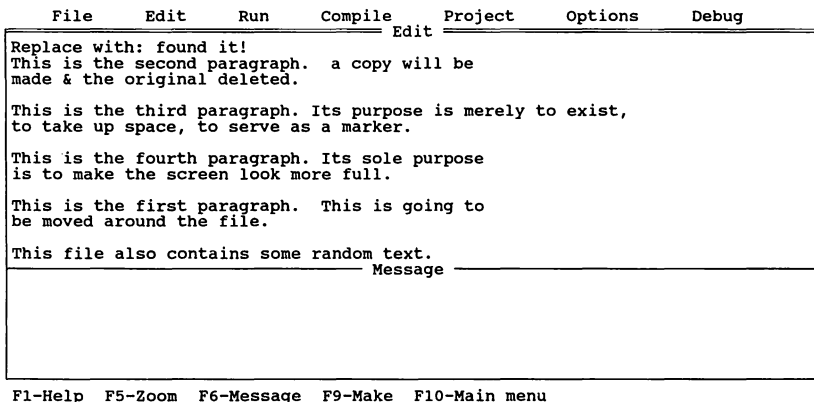 File Edit Run Compile Project Options Debug
Edit
Replace with: found it!
This is the second paragraph.  a copy will be
made & the original deleted.
This is the third paragraph. Its purpose is merely to exist,
to take up space, to serve as a marker.
This is the fourth paragraph. Its sole purpose
is to make the screen look more full.
This is the first paragraph.  This is going to
be moved around the file.
This file also contains some random text.
Message
F1-Help  F5-Zoom  F6-Message  F9-Make  F10-Main menu